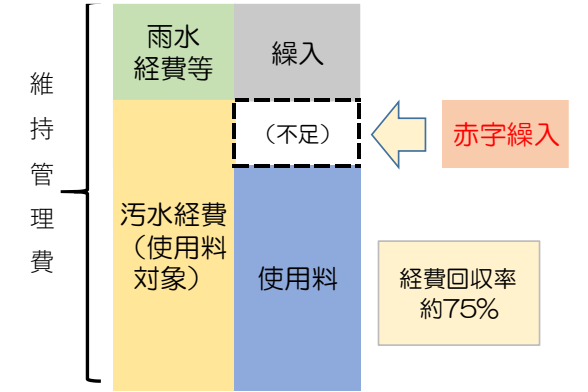 維持管理費
雨水
経費等
繰入
（不足）
赤字繰入
汚水経費
（使用料
対象）
使用料
経費回収率
約75%